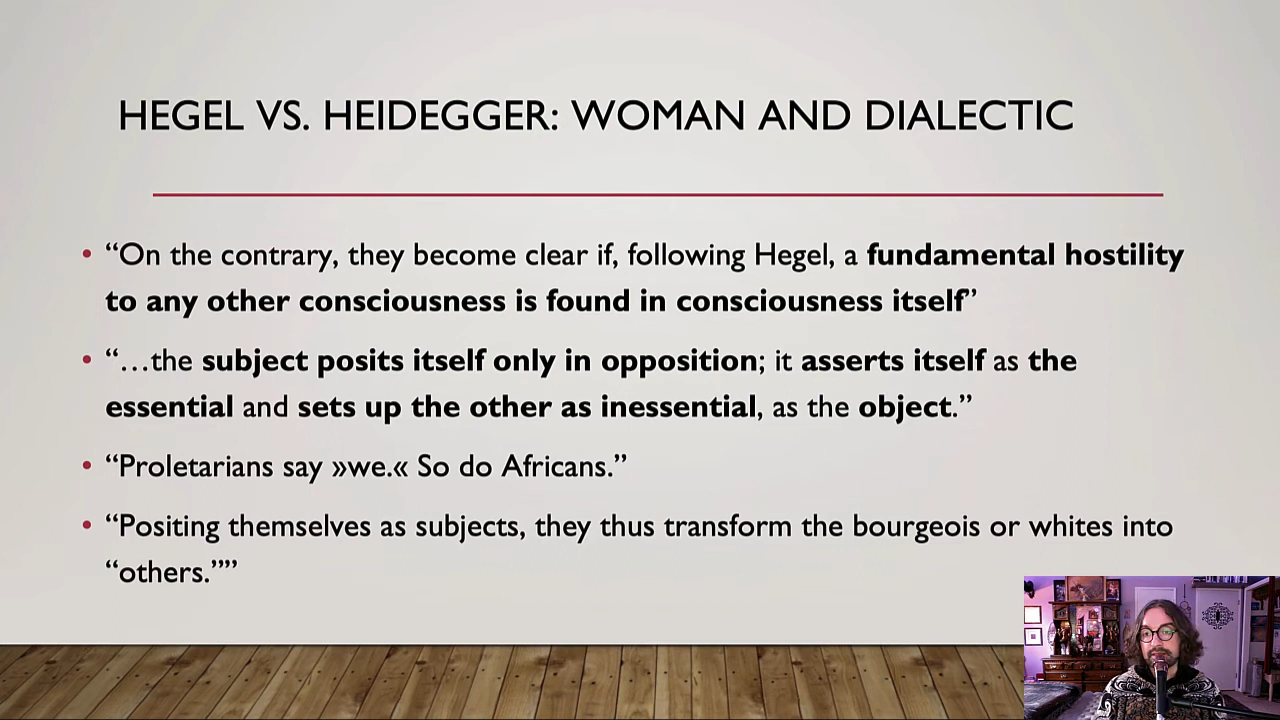 HEGEL VS. HEIDEGGER: WOMAN AND DIALECTIC
• “On the contrary, they become clear if, following Hegel, a fundamental hostility
to any other consciousness is found in consciousness itself”
• “…the subject posits itself only in opposition; it asserts itself as the
essential and sets up the other as inessential, as the object.”
• “Proletarians say »we.« So do Africans.”
• “Positing themselves as subjects, they thus transform the bourgeois or whites into
“others.””